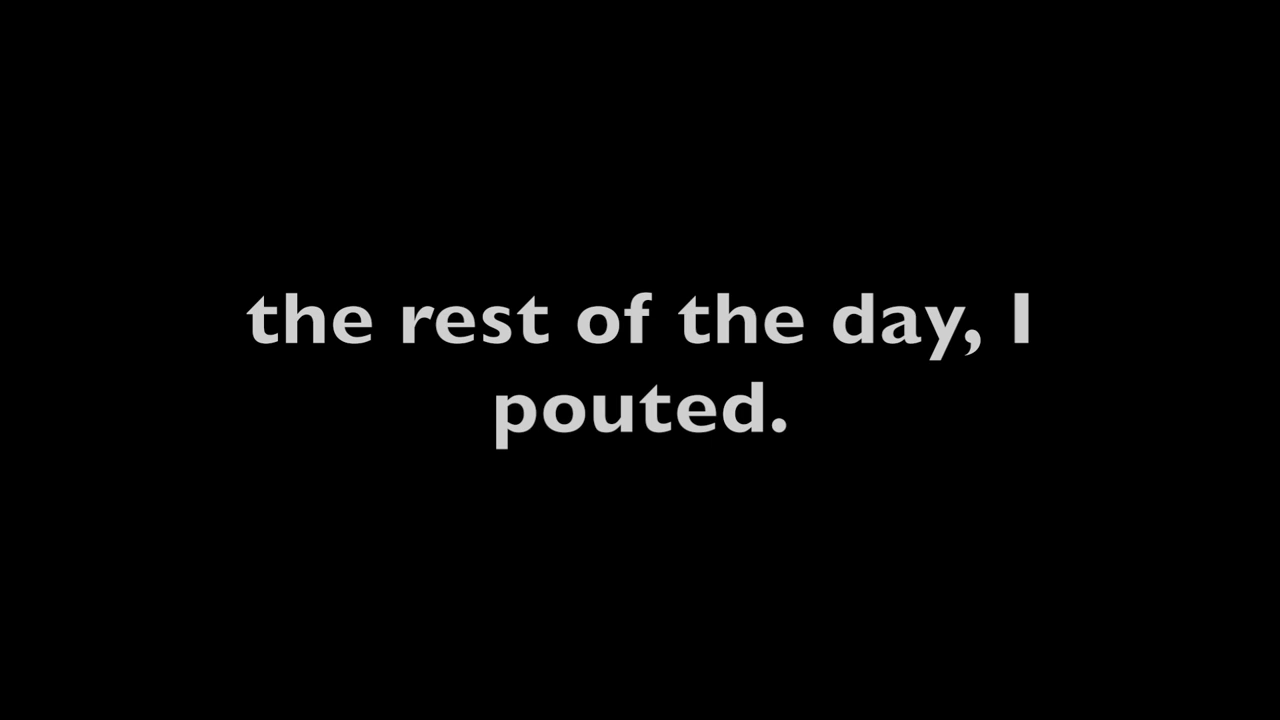 the rest of the day, I
pouted.